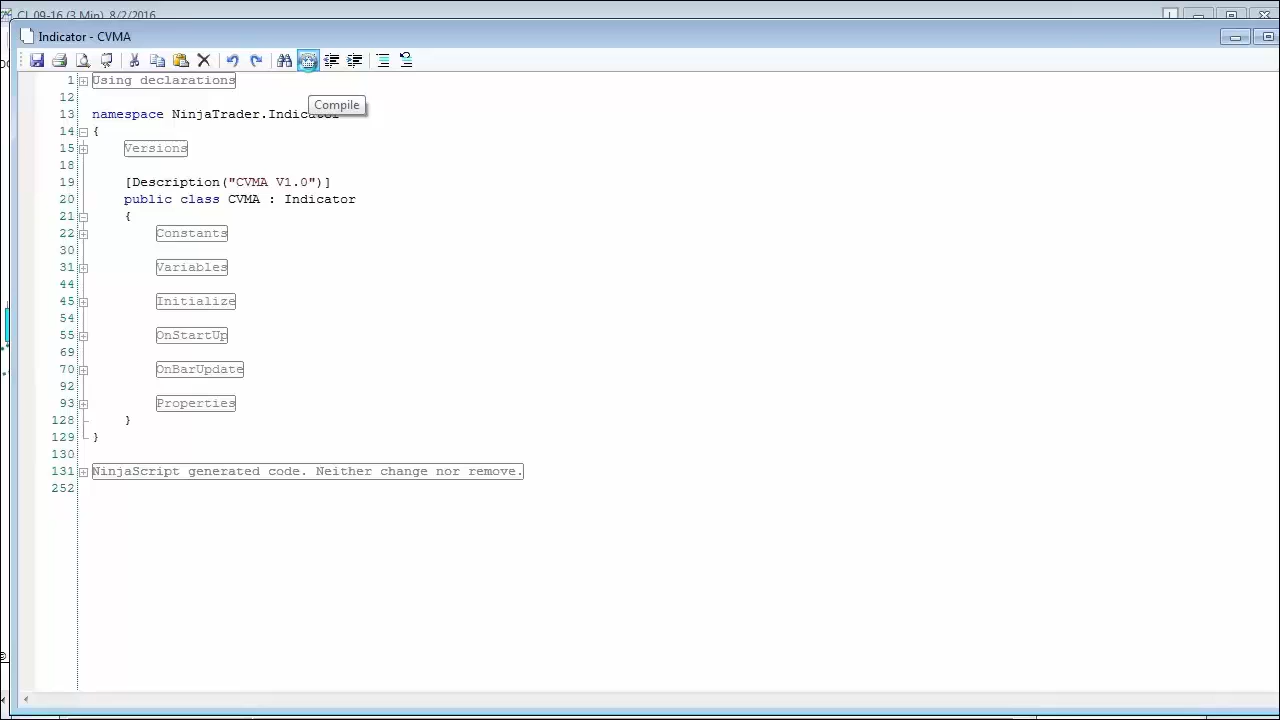 CL 09-16 (3 Min) 8/2/2016
Indicator - CVMA
1 Using declarations
Compile
12
13 namespace NinjaTrader.Indicator
14 {
15 Versions
18
19 [Description("CVMA V1.0")]
20 public class CVMA : Indicator
21 {
22 Constants
30
31 Variables
44
45 Initialize
54
55 OnStartUp
69
70 OnBarUpdate
92
93 Properties
128 }
129 }
130
131 NinjaScript generated code. Neither change nor remove.
252